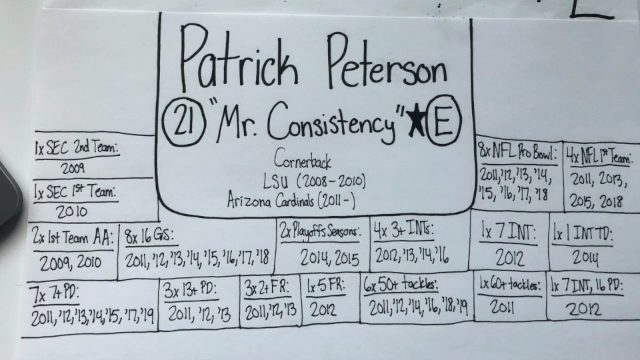 Patrick Peterson
21 "Mr. Consistency" ★ E
Cornerback
LSU (2008-2010)
Arizona Cardinals (2011-)
1x SEC 2nd Team:
2009
1x SEC 1st Team:
2010
8x NFL Pro Bowl:
2011, '12, '13, '14,
'15, '16, '17, '18
4x NFL 1st Team:
2011, 2013,
2015, 2018
2x 1st Team AA:
2009, 2010
8x 16 GS:
2011, '12, '13, '14, '15, '16, '17, '18
2x Playoffs Seasons:
2014, 2015
4x 3+ INTs:
2012, '13, '14, '16
1x 7 INT:
2012
1x 1 INT TD:
2014
7x 7+ PD:
2011, '12, '13, '14, '15, '17, '19
3x 13+ PD:
2011, '12, '13
3x 2+ FR:
2011, '12, '13
1x 5 FR:
2012
6x 50+ tackles:
2011, '12, '14, '16, '18, '19
1x 60+ tackles:
2011
1x 7 INT, 16 PD:
2012